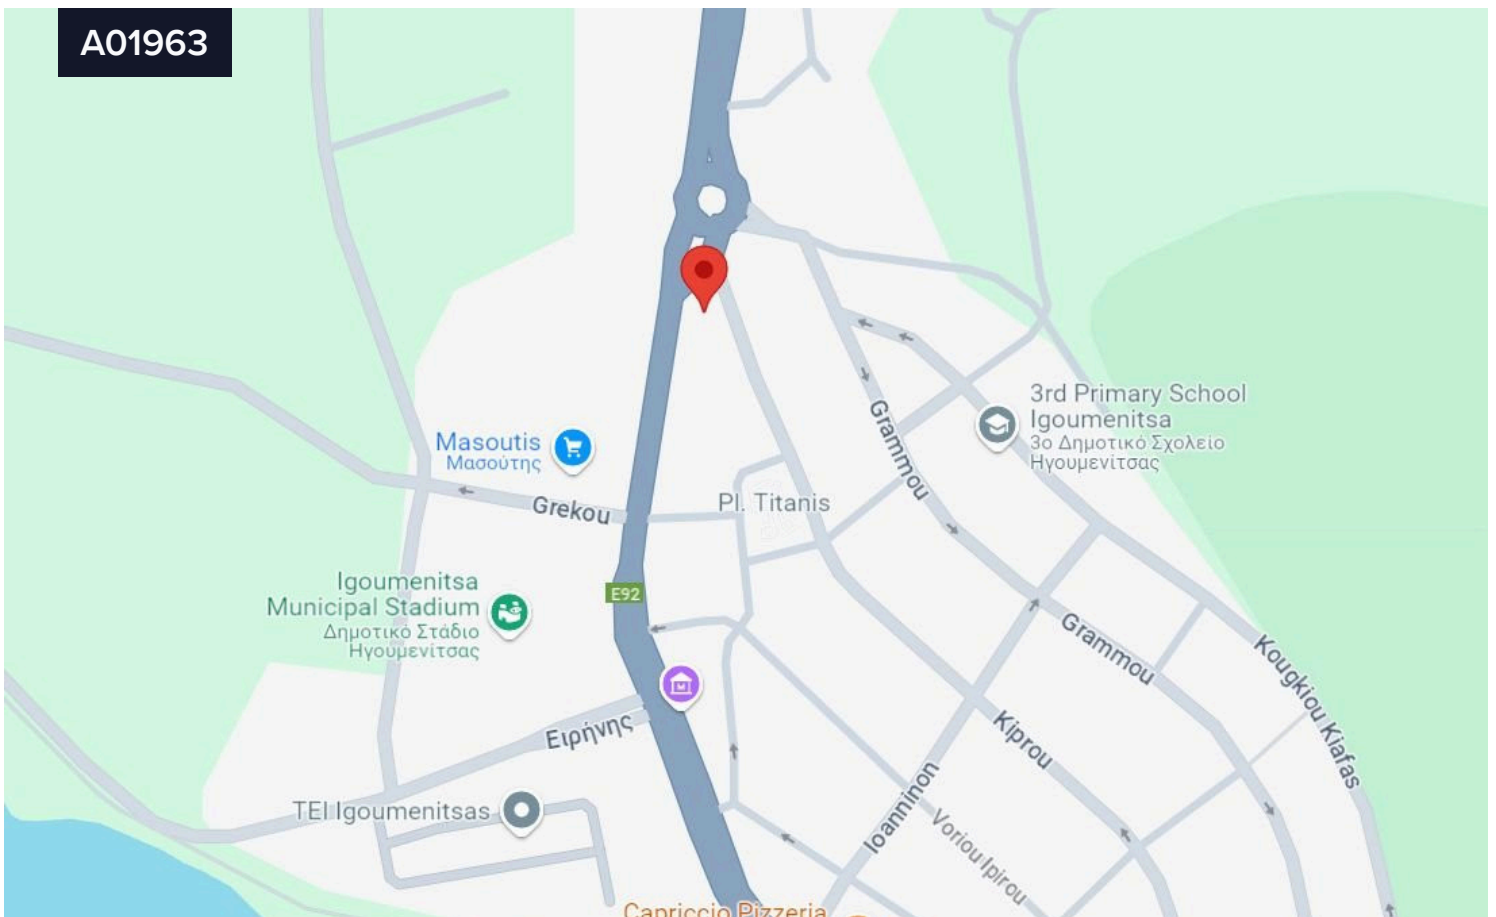 A01963
3rd Primary School
Igoumenitsa
3ο Δημοτικό Σχολείο
Ηγουμενίτσας
Masoutis
Μασούτης
Grammou
Grekou
Pl. Titanis
Igoumenitsa
Municipal Stadium
Δημοτικό Στάδιο
Ηγουμενίτσας
E92
Grammou
Kougkiou Kiafas
Ειρήνης
Kiprou
TEI Igoumenitsas
Ioanninon
Voriou Ipirou
Capriccio Pizzeria